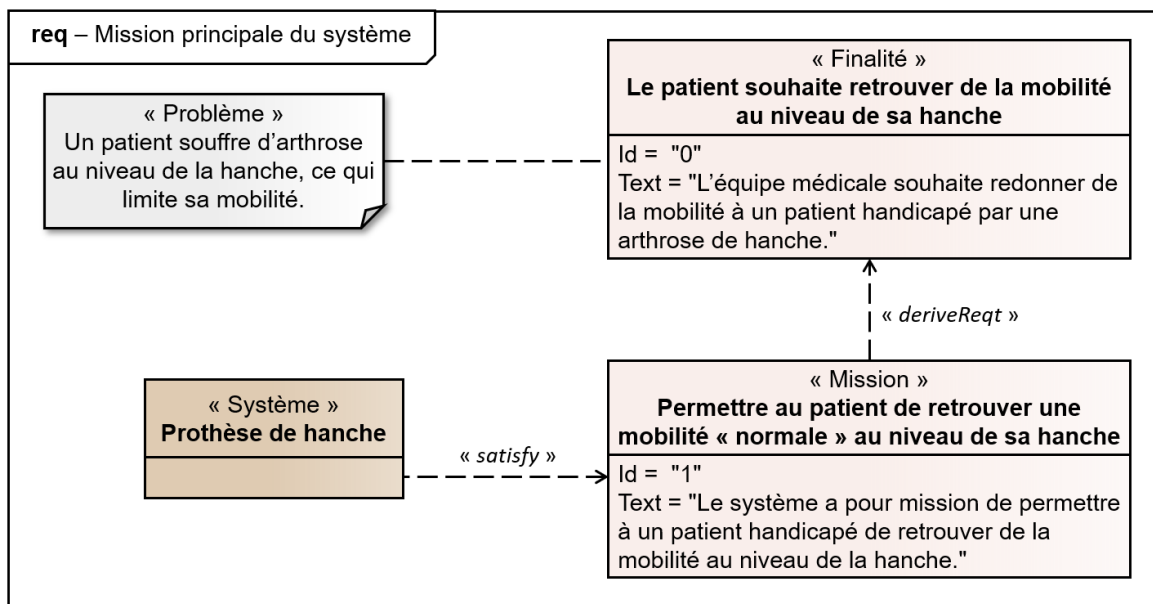 req – Mission principale du système
« Problème »
Un patient souffre d’arthrose
au niveau de la hanche, ce qui
limite sa mobilité.
« Finalité »
Le patient souhaite retrouver de la mobilité
au niveau de sa hanche
Id =  "0"
Text = "L’équipe médicale souhaite redonner de
la mobilité à un patient handicapé par une
arthrose de hanche."
« deriveReqt »
« Système »
Prothèse de hanche
« satisfy »
« Mission »
Permettre au patient de retrouver une
mobilité « normale » au niveau de sa hanche
Id =  "1"
Text = "Le système a pour mission de permettre
à un patient handicapé de retrouver de la
mobilité au niveau de la hanche."